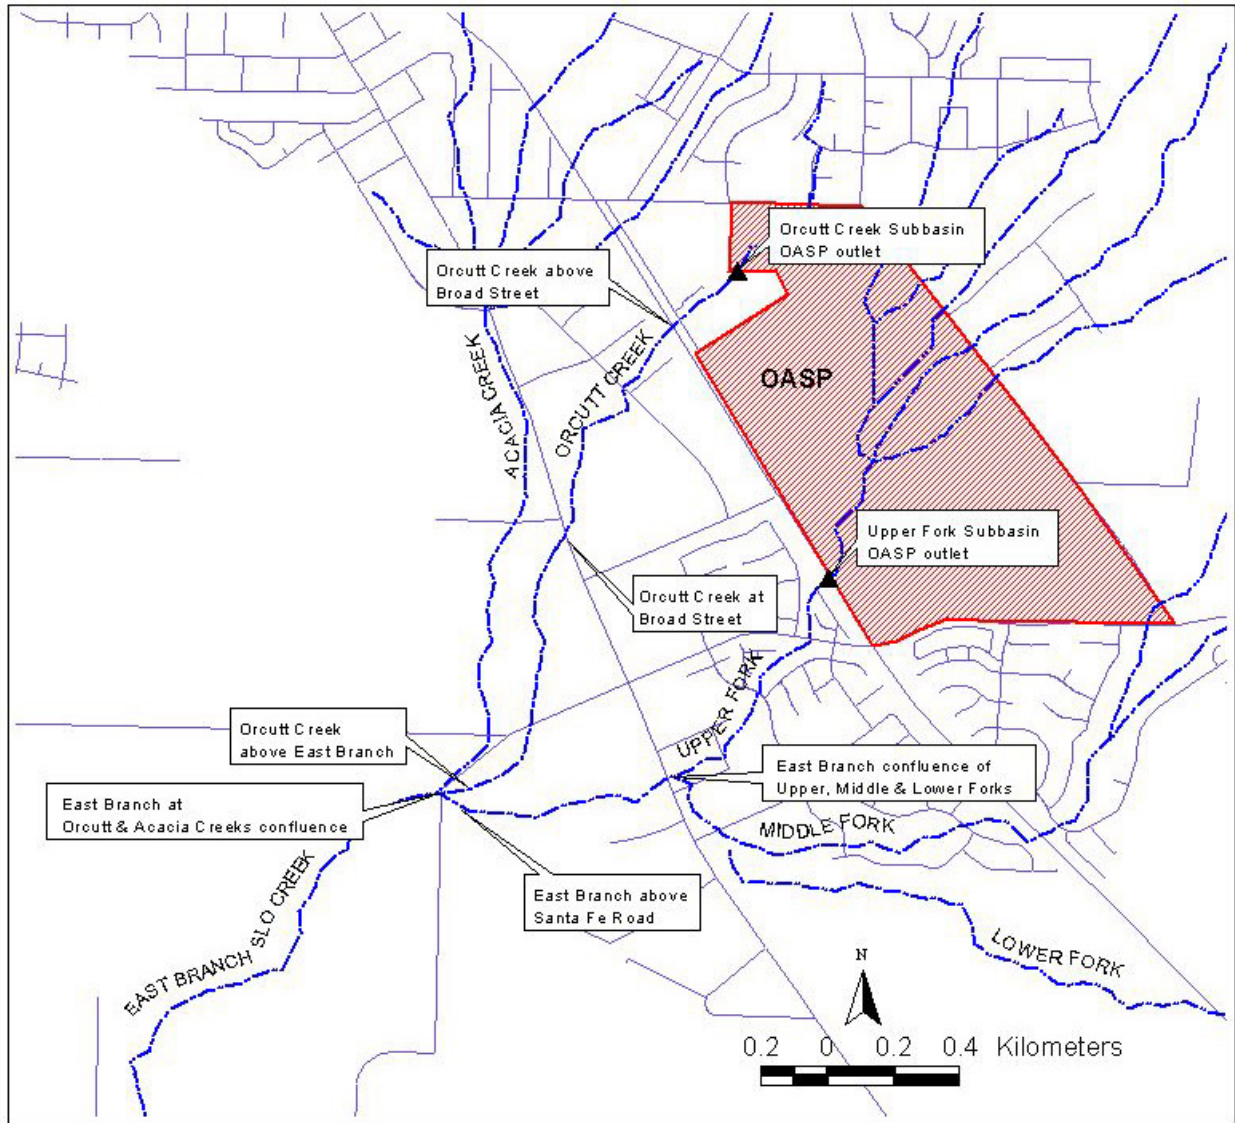 Orcutt Creek Subbasin
OASP outlet
Orcutt Creek above
Broad Street
ACACIA CREEK
ORCUTT CREEK
OASP
Upper Fork Subbasin
OASP outlet
Orcutt Creek at
Broad Street
UPPER FORK
Orcutt Creek
above East Branch
East Branch confluence of
Upper, Middle & Lower Forks
East Branch at
Orcutt & Acacia Creeks confluence
MIDDLE FORK
East Branch above
Santa Fe Road
EAST BRANCH SLO CREEK
LOWER FORK
N
0.2 0 0.2 0.4 Kilometers